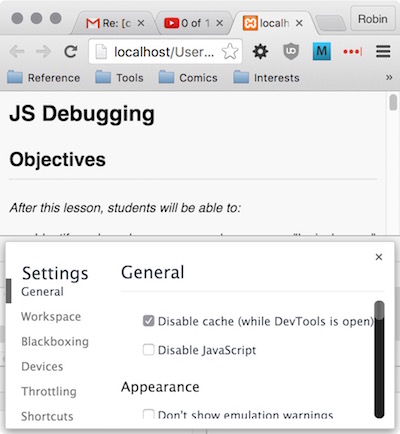 Re: [c
0 of 1
localh
Robin
localhost/User...
Reference Tools Comics Interests »
JS Debugging
Objectives
After this lesson, students will be able to:
Settings
General
Workspace
Blackboxing
Devices
Throttling
Shortcuts
General
Disable cache (while DevTools is open)
Disable JavaScript
Appearance
Don't show emulation warnings